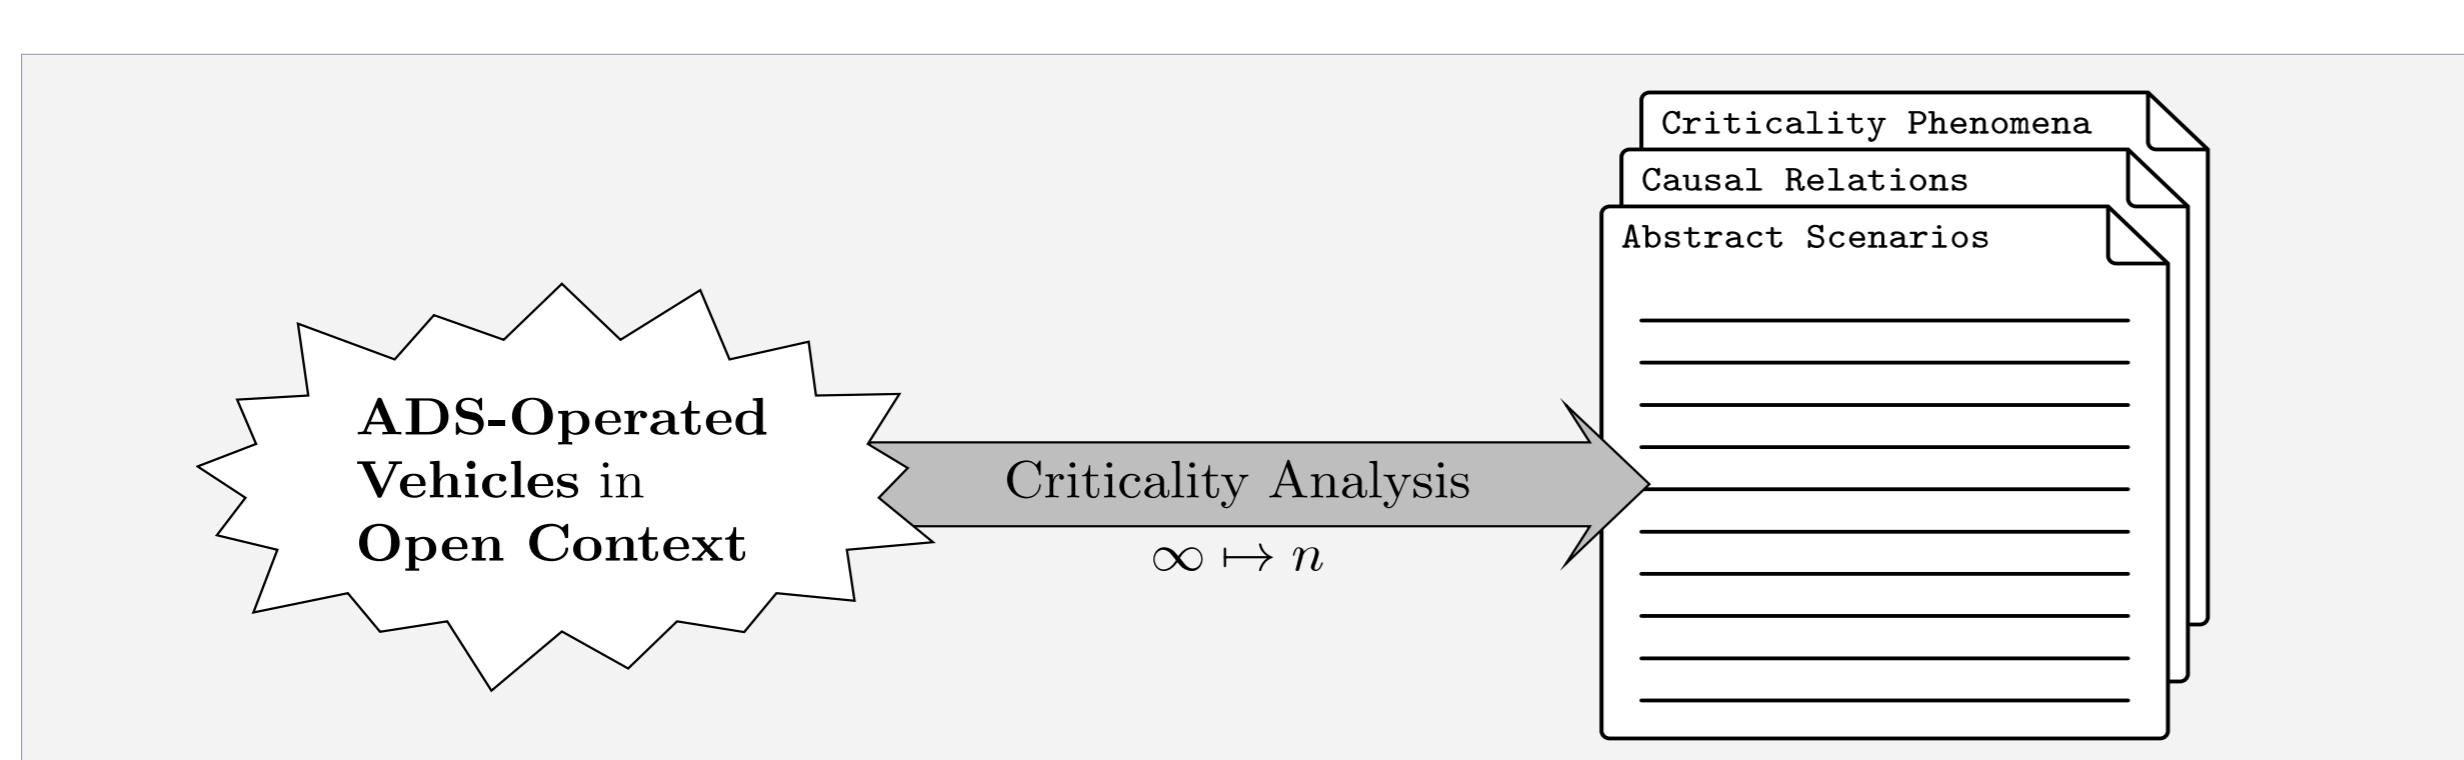 Criticality Phenomena
Causal Relations
Abstract Scenarios
ADS-Operated
Vehicles in
Open Context
Criticality Analysis
∞ ↦ n